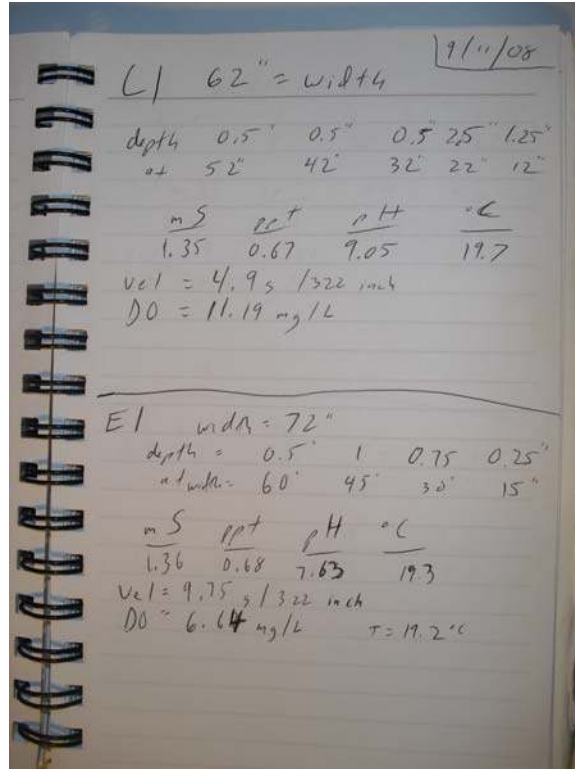 9/11/08
C1 62" = width
depth 0.5" 0.5" 0.5" 2.5" 1.25"
at 52" 42" 32" 22" 12"
mS ppt pH °C
1.35 0.67 9.05 19.7
vel = 4.9 s /322 inch
DO = 11.19 mg/L
E1 width = 72"
depth = 0.5" 1 0.75 0.25"
at width = 60" 45" 30" 15"
mS ppt pH °C
1.36 0.68 7.63 19.3
vel = 9.75 s/322 inch
DO = 6.64 mg/L T = 19.2°C